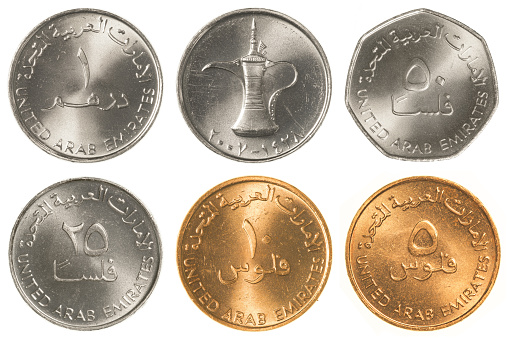 الإمارات العربية المتحدة
١
درهم
UNITED ARAB EMIRATES
٢٠٠٧-١٤٢٨
الإمارات العربية المتحدة
٥٠
فلسًا
UNITED ARAB EMIRATES
الإمارات العربية المتحدة
٢٥
فلسًا
UNITED ARAB EMIRATES
الإمارات العربية المتحدة
١٠
فلوس
UNITED ARAB EMIRATES
الإمارات العربية المتحدة
٥
فلوس
UNITED ARAB EMIRATES